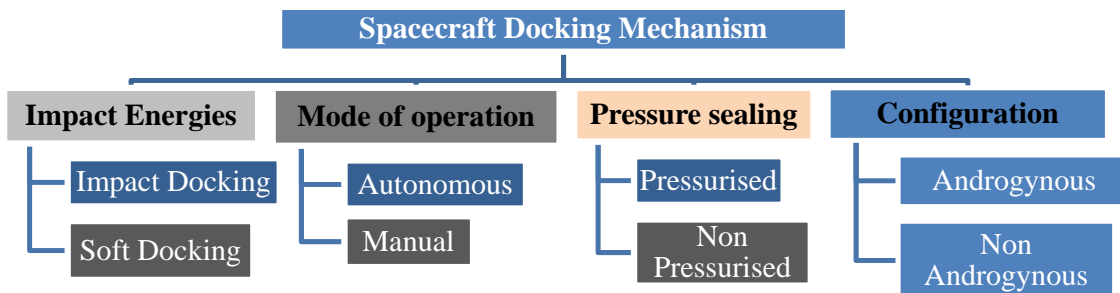 Spacecraft Docking Mechanism
Impact Energies
Impact Docking
Soft Docking
Mode of operation
Autonomous
Manual
Pressure sealing
Pressurised
Non
Pressurised
Configuration
Androgynous
Non
Androgynous